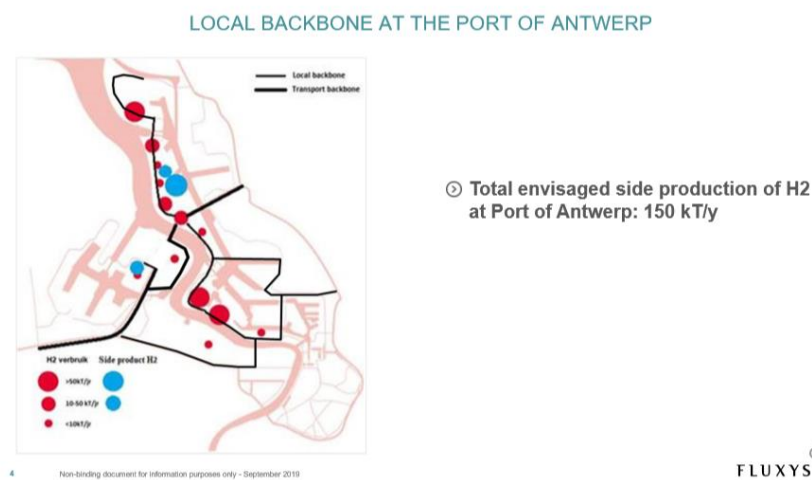 LOCAL BACKBONE AT THE PORT OF ANTWERP
Local backbone
Transport backbone
Total envisaged side production of H2
at Port of Antwerp: 150 kT/y
H2 verbruik Side product H2
>50kT/y
10-50 kT/y
<10kT/y
4 Non-binding document for information purposes only - September 2019
FLUXYS